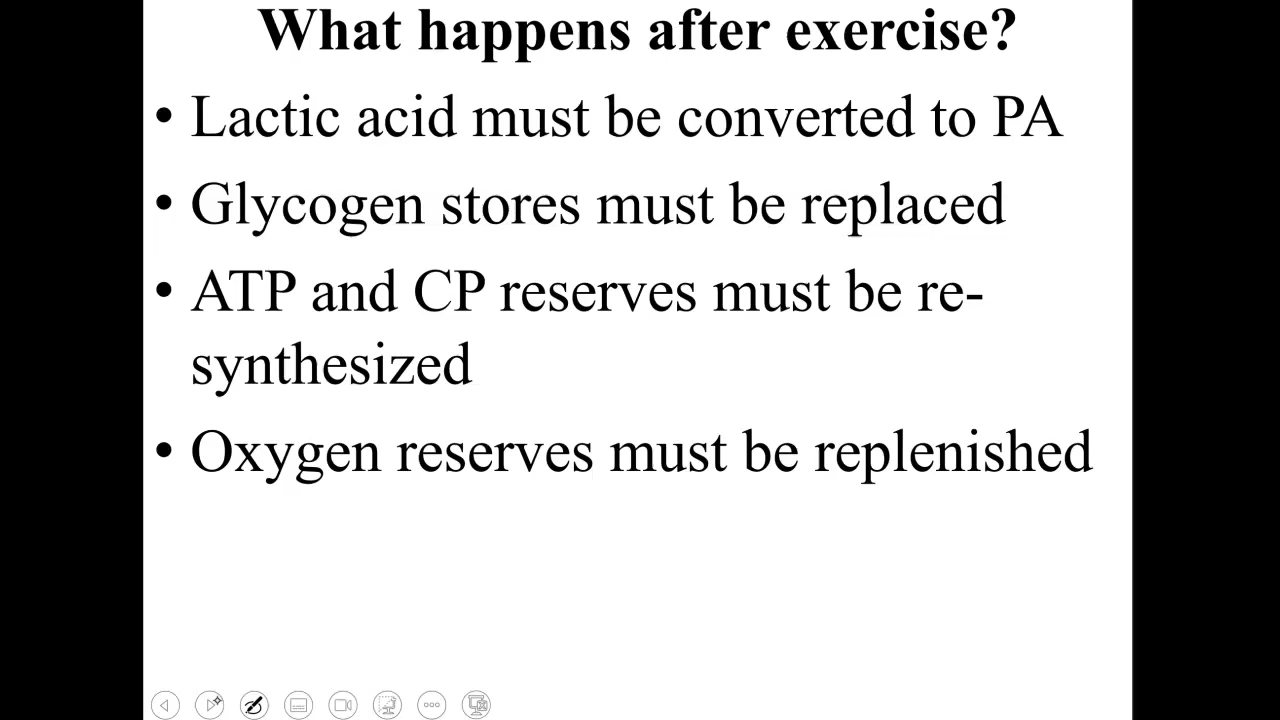 What happens after exercise?
• Lactic acid must be converted to PA
• Glycogen stores must be replaced
• ATP and CP reserves must be re-
synthesized
• Oxygen reserves must be replenished